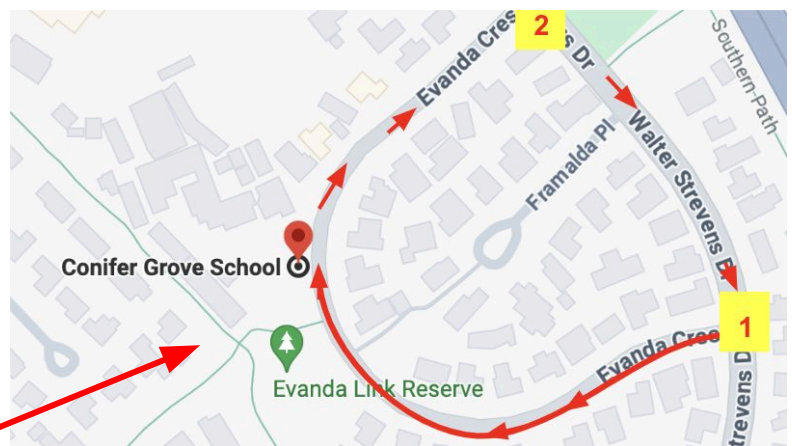 2
Evanda Cres
s Dr
Southern-Path
Walter Strevens D
Framalda Pl
Conifer Grove School
1
Evanda Cres
Evanda Link Reserve
Strevens D